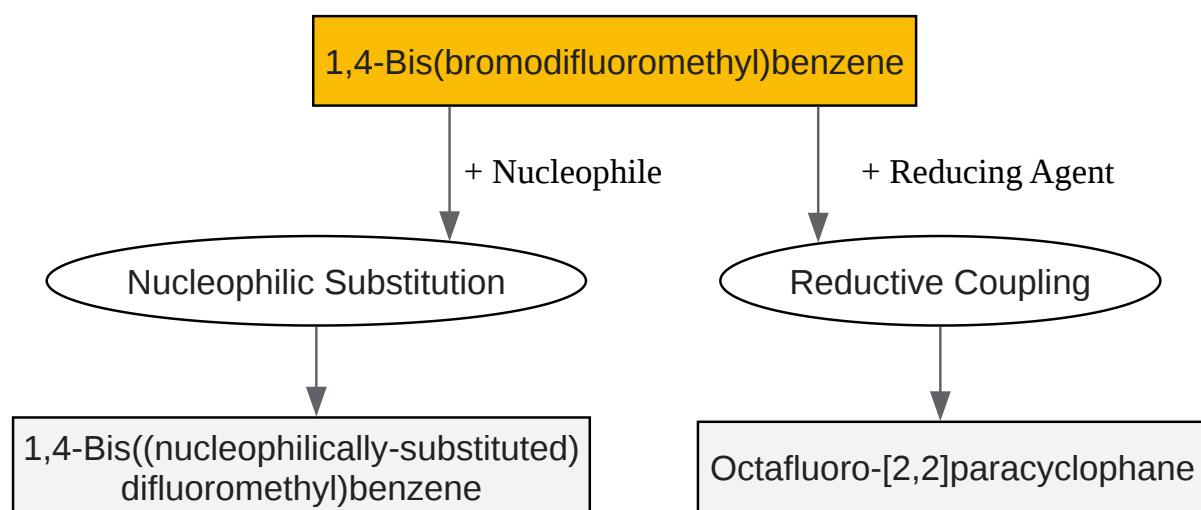 1,4-Bis(bromodifluoromethyl)benzene
+ Nucleophile
+ Reducing Agent
Nucleophilic Substitution
Reductive Coupling
1,4-Bis((nucleophilically-substituted)
difluoromethyl)benzene
Octafluoro-[2,2]paracyclophane